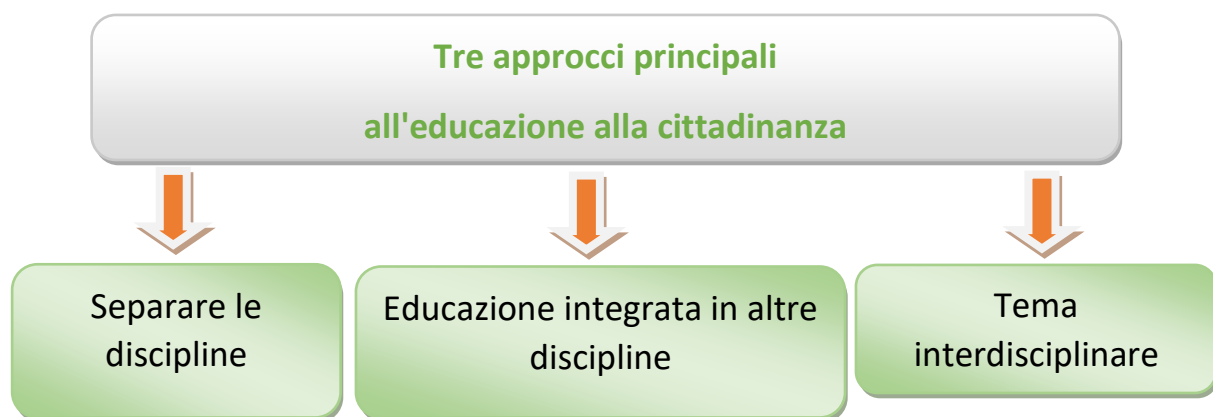 Tre approcci principali
all'educazione alla cittadinanza
Separare le
discipline
Educazione integrata in altre
discipline
Tema
interdisciplinare